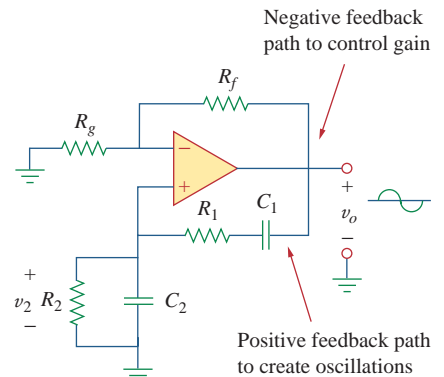 Negative feedback
path to control gain
R_f
R_g
−
+
R_1
C_1
+
v_o
−
+
v_2
−
R_2
C_2
Positive feedback path
to create oscillations